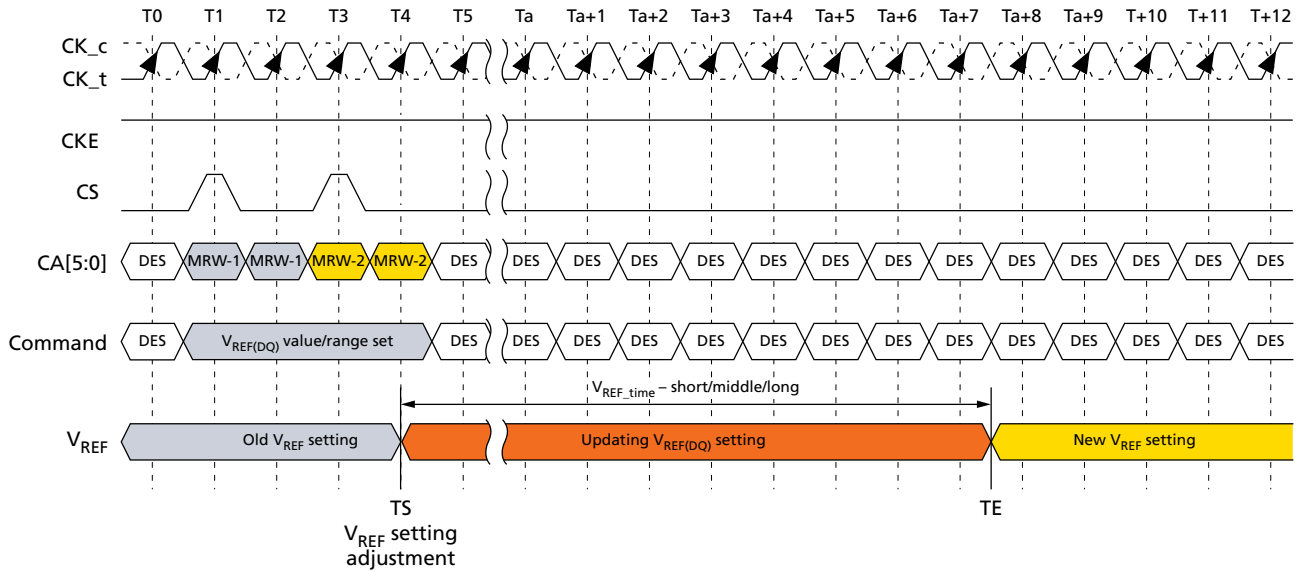 T0 T1 T2 T3 T4 T5 Ta Ta+1 Ta+2 Ta+3 Ta+4 Ta+5 Ta+6 Ta+7 Ta+8 Ta+9 T+10 T+11 T+12
CK_c
CK_t
CKE
CS
CA[5:0] DES MRW-1 MRW-1 MRW-2 MRW-2 DES DES DES DES DES DES DES DES DES DES DES DES DES DES
Command DES VREF(DQ) value/range set DES DES DES DES DES DES DES DES DES DES DES DES DES DES
VREF_time – short/middle/long
VREF Old VREF setting Updating VREF(DQ) setting New VREF setting
TS TE
VREF setting
adjustment